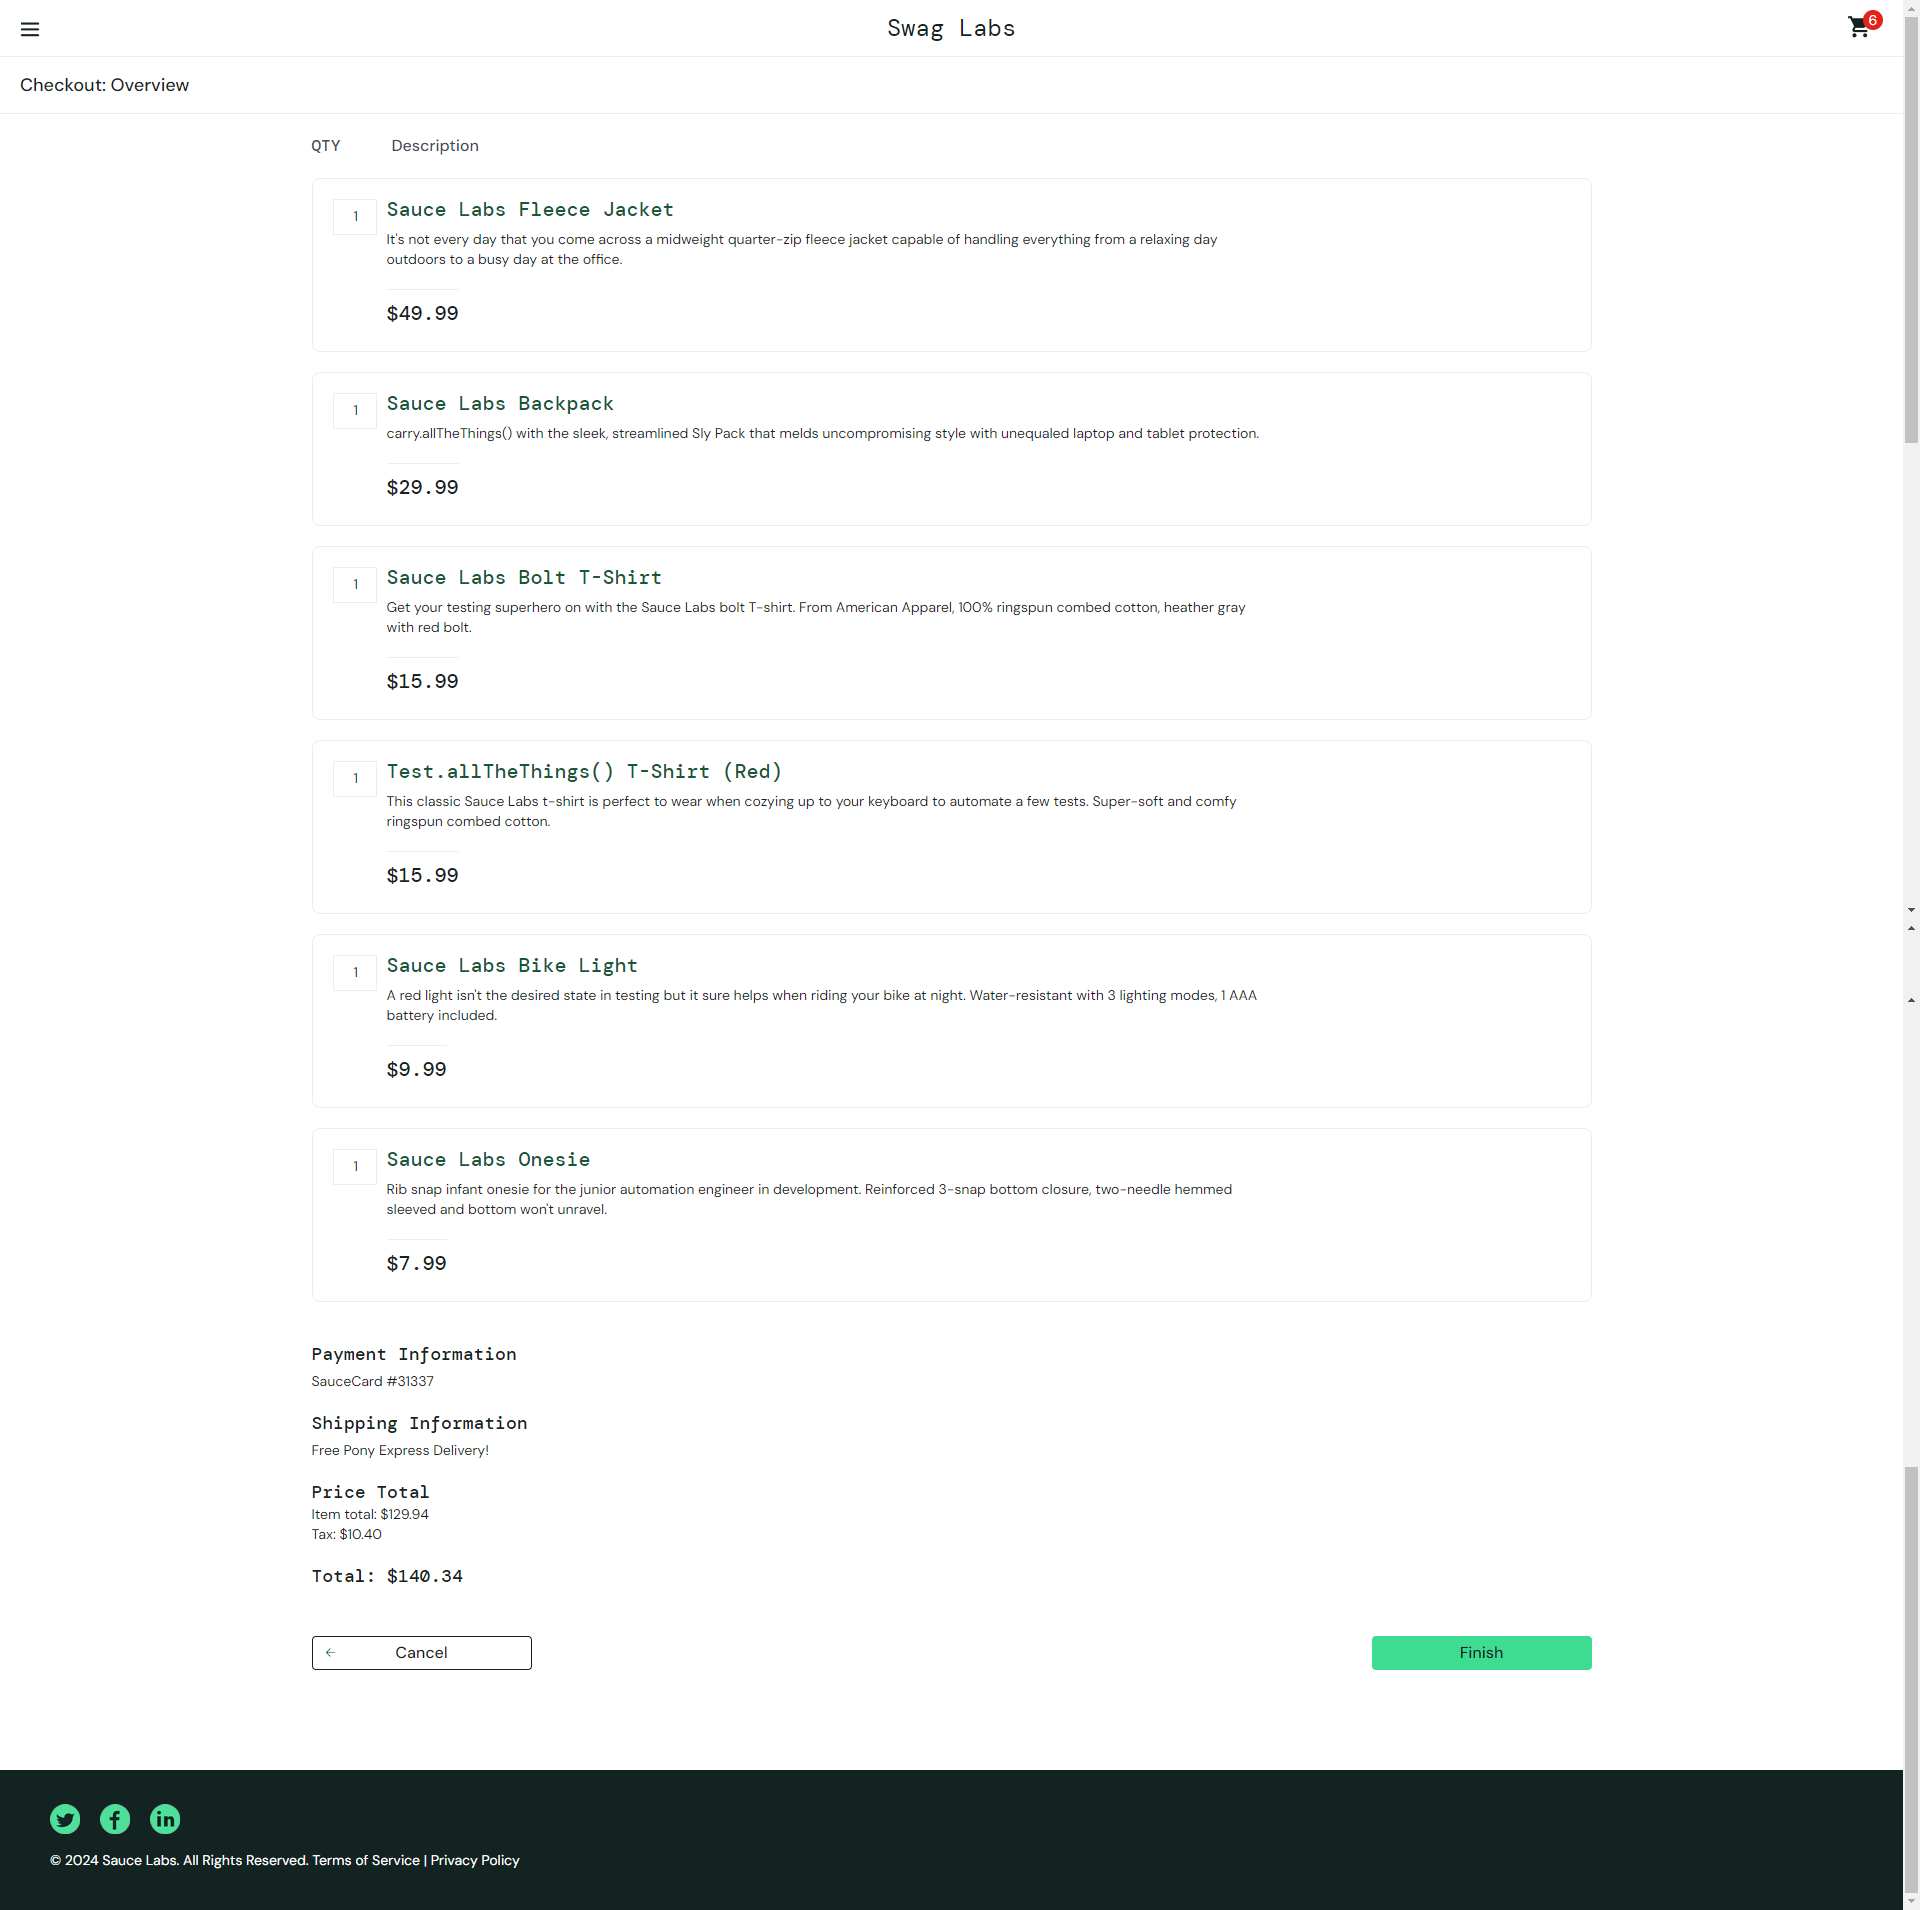 Swag Labs
6
Checkout: Overview
QTY Description
1
Sauce Labs Fleece Jacket
It's not every day that you come across a midweight quarter-zip fleece jacket capable of handling everything from a relaxing day
outdoors to a busy day at the office.
$49.99
1
Sauce Labs Backpack
carry.allTheThings() with the sleek, streamlined Sly Pack that melds uncompromising style with unequaled laptop and tablet protection.
$29.99
1
Sauce Labs Bolt T-Shirt
Get your testing superhero on with the Sauce Labs bolt T-shirt. From American Apparel, 100% ringspun combed cotton, heather gray
with red bolt.
$15.99
1
Test.allTheThings() T-Shirt (Red)
This classic Sauce Labs t-shirt is perfect to wear when cozying up to your keyboard to automate a few tests. Super-soft and comfy
ringspun combed cotton.
$15.99
1
Sauce Labs Bike Light
A red light isn't the desired state in testing but it sure helps when riding your bike at night. Water-resistant with 3 lighting modes, 1 AAA
battery included.
$9.99
1
Sauce Labs Onesie
Rib snap infant onesie for the junior automation engineer in development. Reinforced 3-snap bottom closure, two-needle hemmed
sleeved and bottom won't unravel.
$7.99
Payment Information
SauceCard #31337
Shipping Information
Free Pony Express Delivery!
Price Total
Item total: $129.94
Tax: $10.40
Total: $140.34
Cancel
Finish
© 2024 Sauce Labs. All Rights Reserved. Terms of Service | Privacy Policy